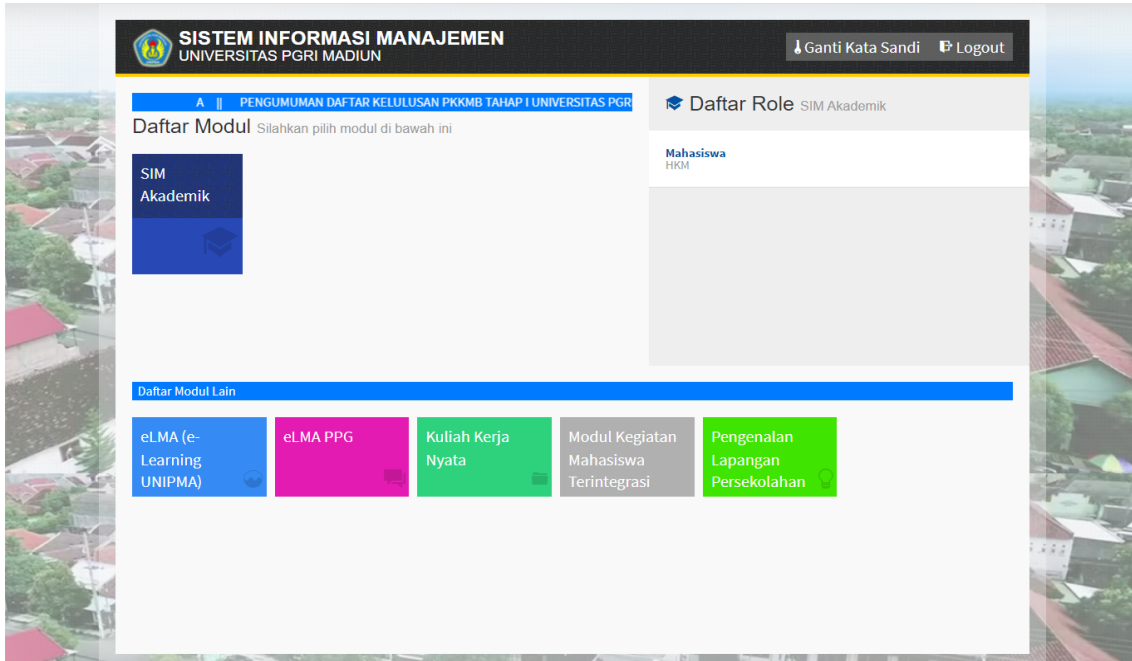 SISTEM INFORMASI MANAJEMEN
UNIVERSITAS PGRI MADIUN
Ganti Kata Sandi Logout
A || PENGUMUMAN DAFTAR KELULUSAN PKKMB TAHAP I UNIVERSITAS PGR
Daftar Modul Silahkan pilih modul di bawah ini
SIM
Akademik
Daftar Role SIM Akademik
Mahasiswa
HKM
Daftar Modul Lain
eLMA (e-
Learning
UNIPMA)
eLMA PPG
Kuliah Kerja
Nyata
Modul Kegiatan
Mahasiswa
Terintegrasi
Pengenalan
Lapangan
Persekolahan